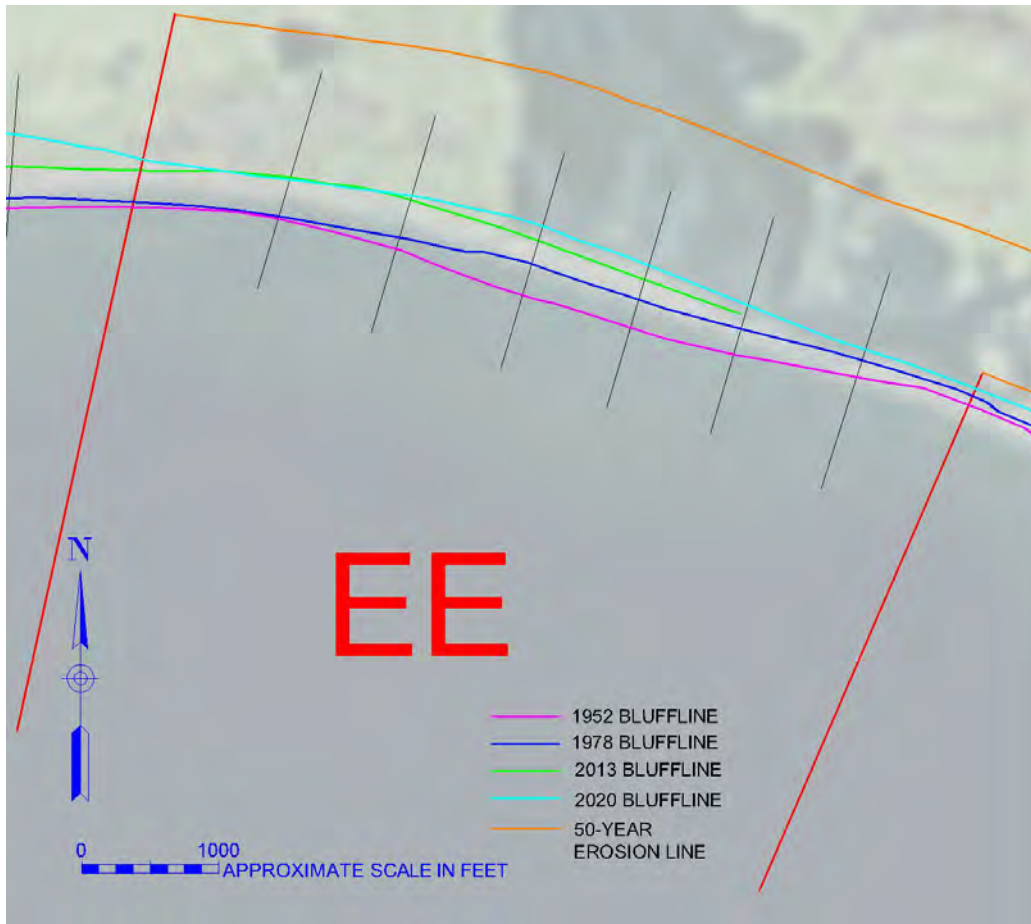 EE
N
1952 BLUFFLINE
1978 BLUFFLINE
2013 BLUFFLINE
2020 BLUFFLINE
50-YEAR
EROSION LINE
0 1000
APPROXIMATE SCALE IN FEET